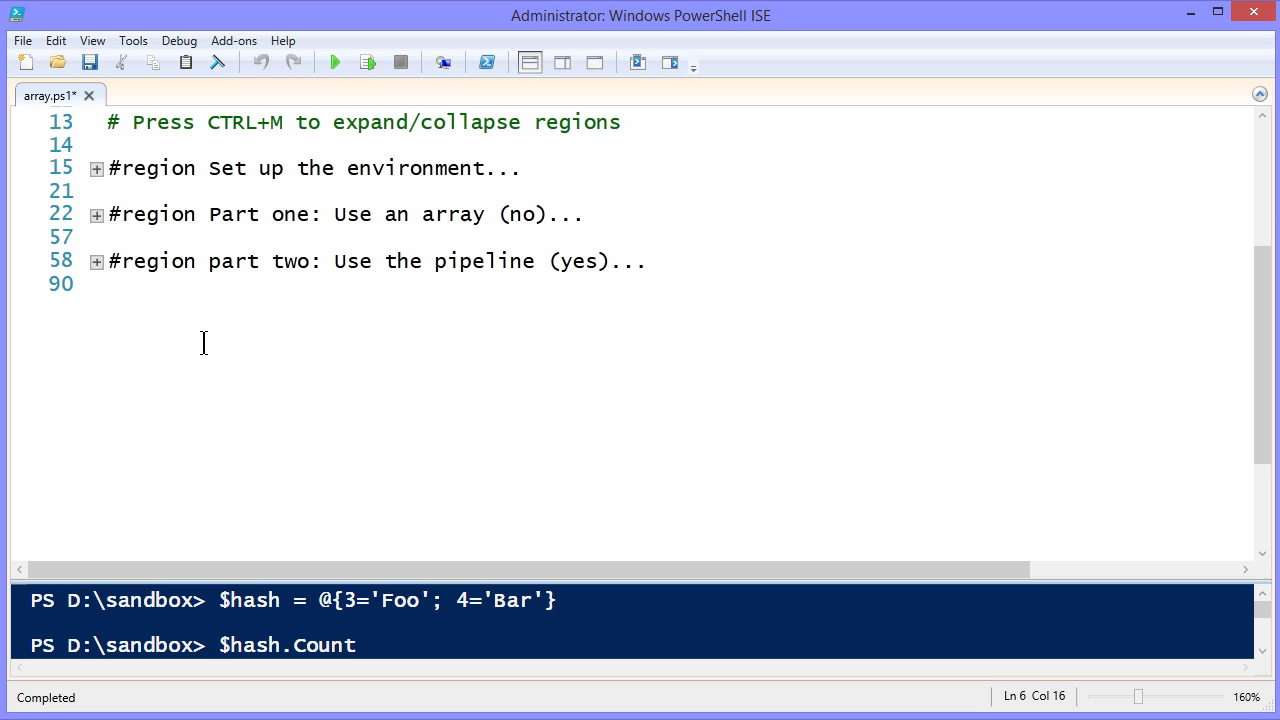 Administrator: Windows PowerShell ISE
File Edit View Tools Debug Add-ons Help
array.ps1*
13 # Press CTRL+M to expand/collapse regions
14
15 #region Set up the environment...
21
22 #region Part one: Use an array (no)...
57
58 #region part two: Use the pipeline (yes)...
90
PS D:\sandbox> $hash = @{3='Foo'; 4='Bar'}
PS D:\sandbox> $hash.Count
Completed Ln 6 Col 16 160%